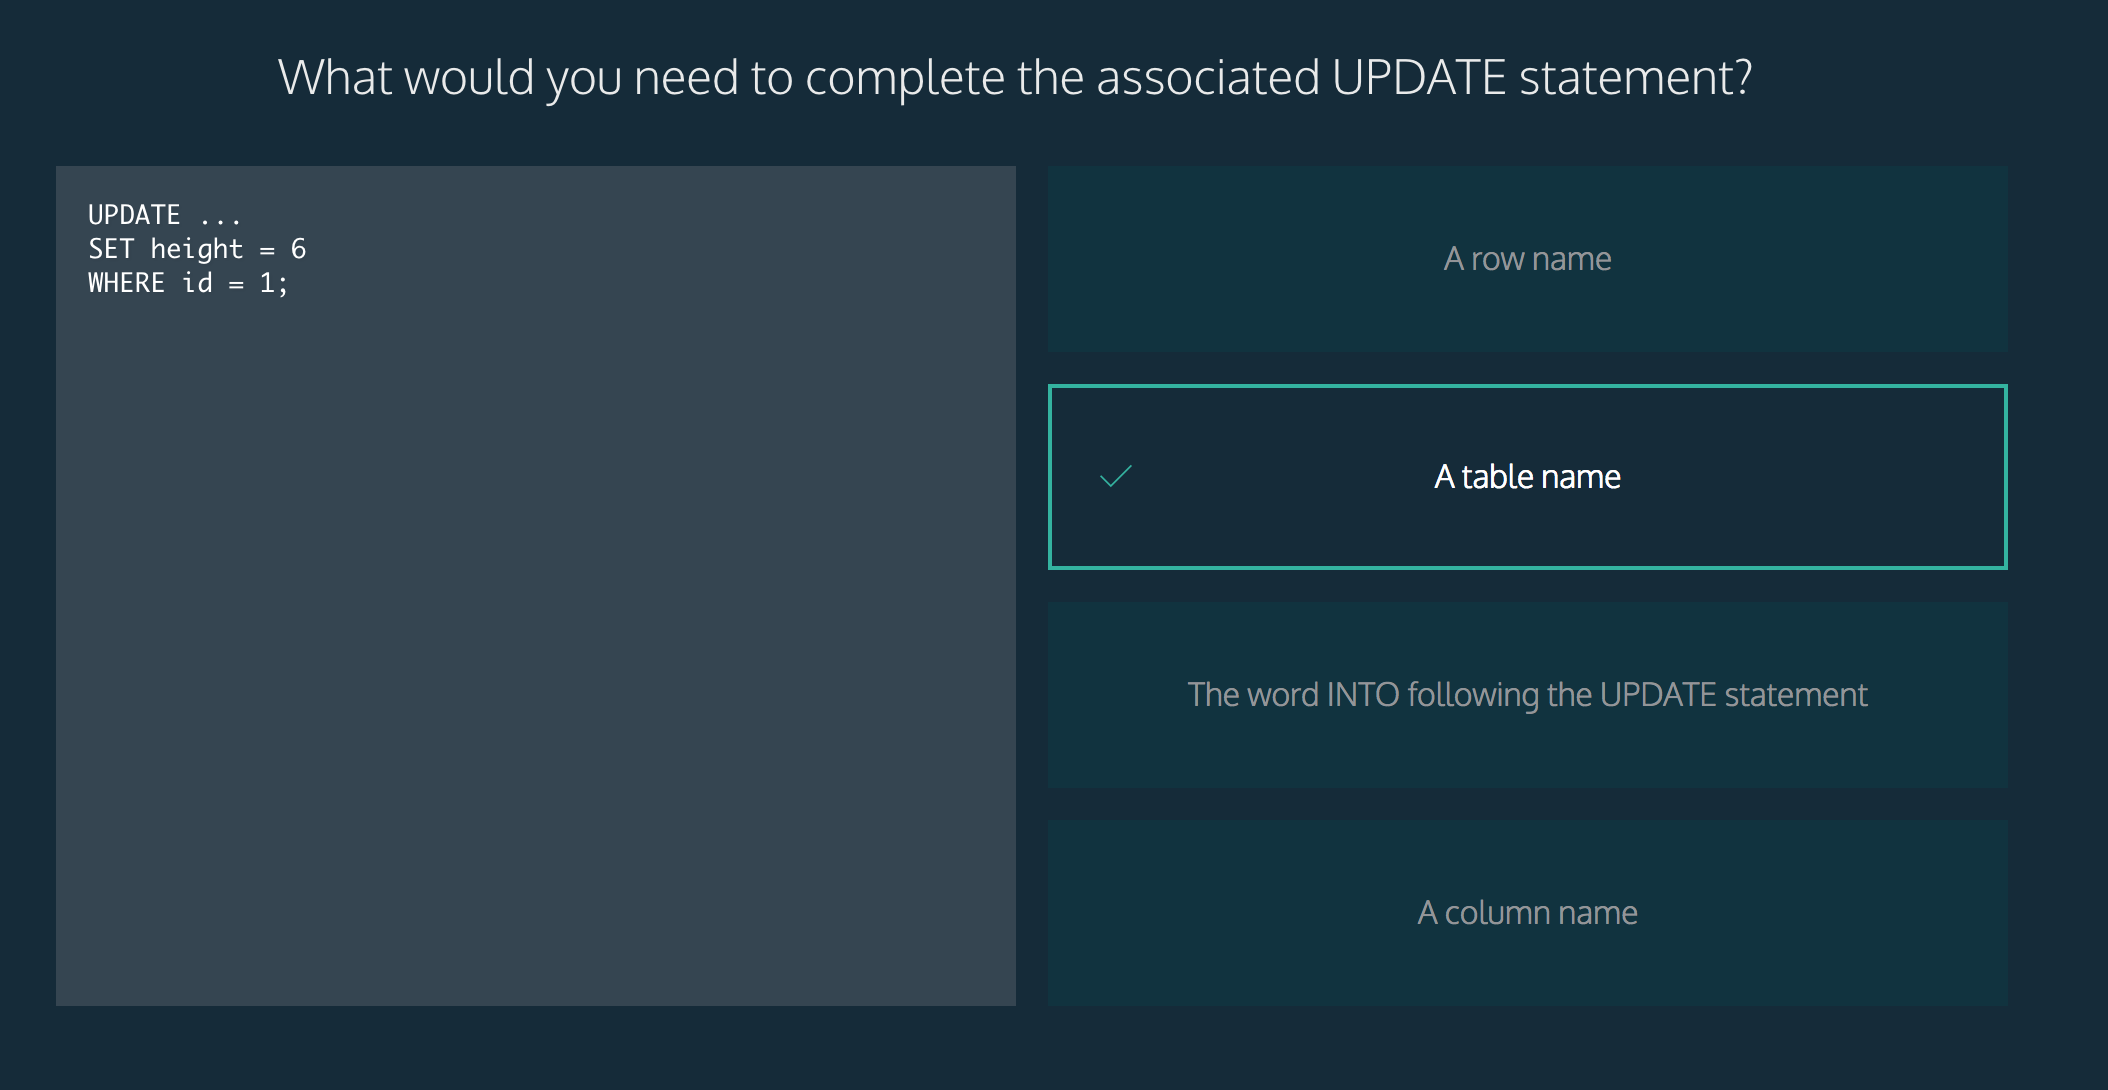 What would you need to complete the associated UPDATE statement?
UPDATE ...
SET height = 6
WHERE id = 1;
A row name
A table name
The word INTO following the UPDATE statement
A column name